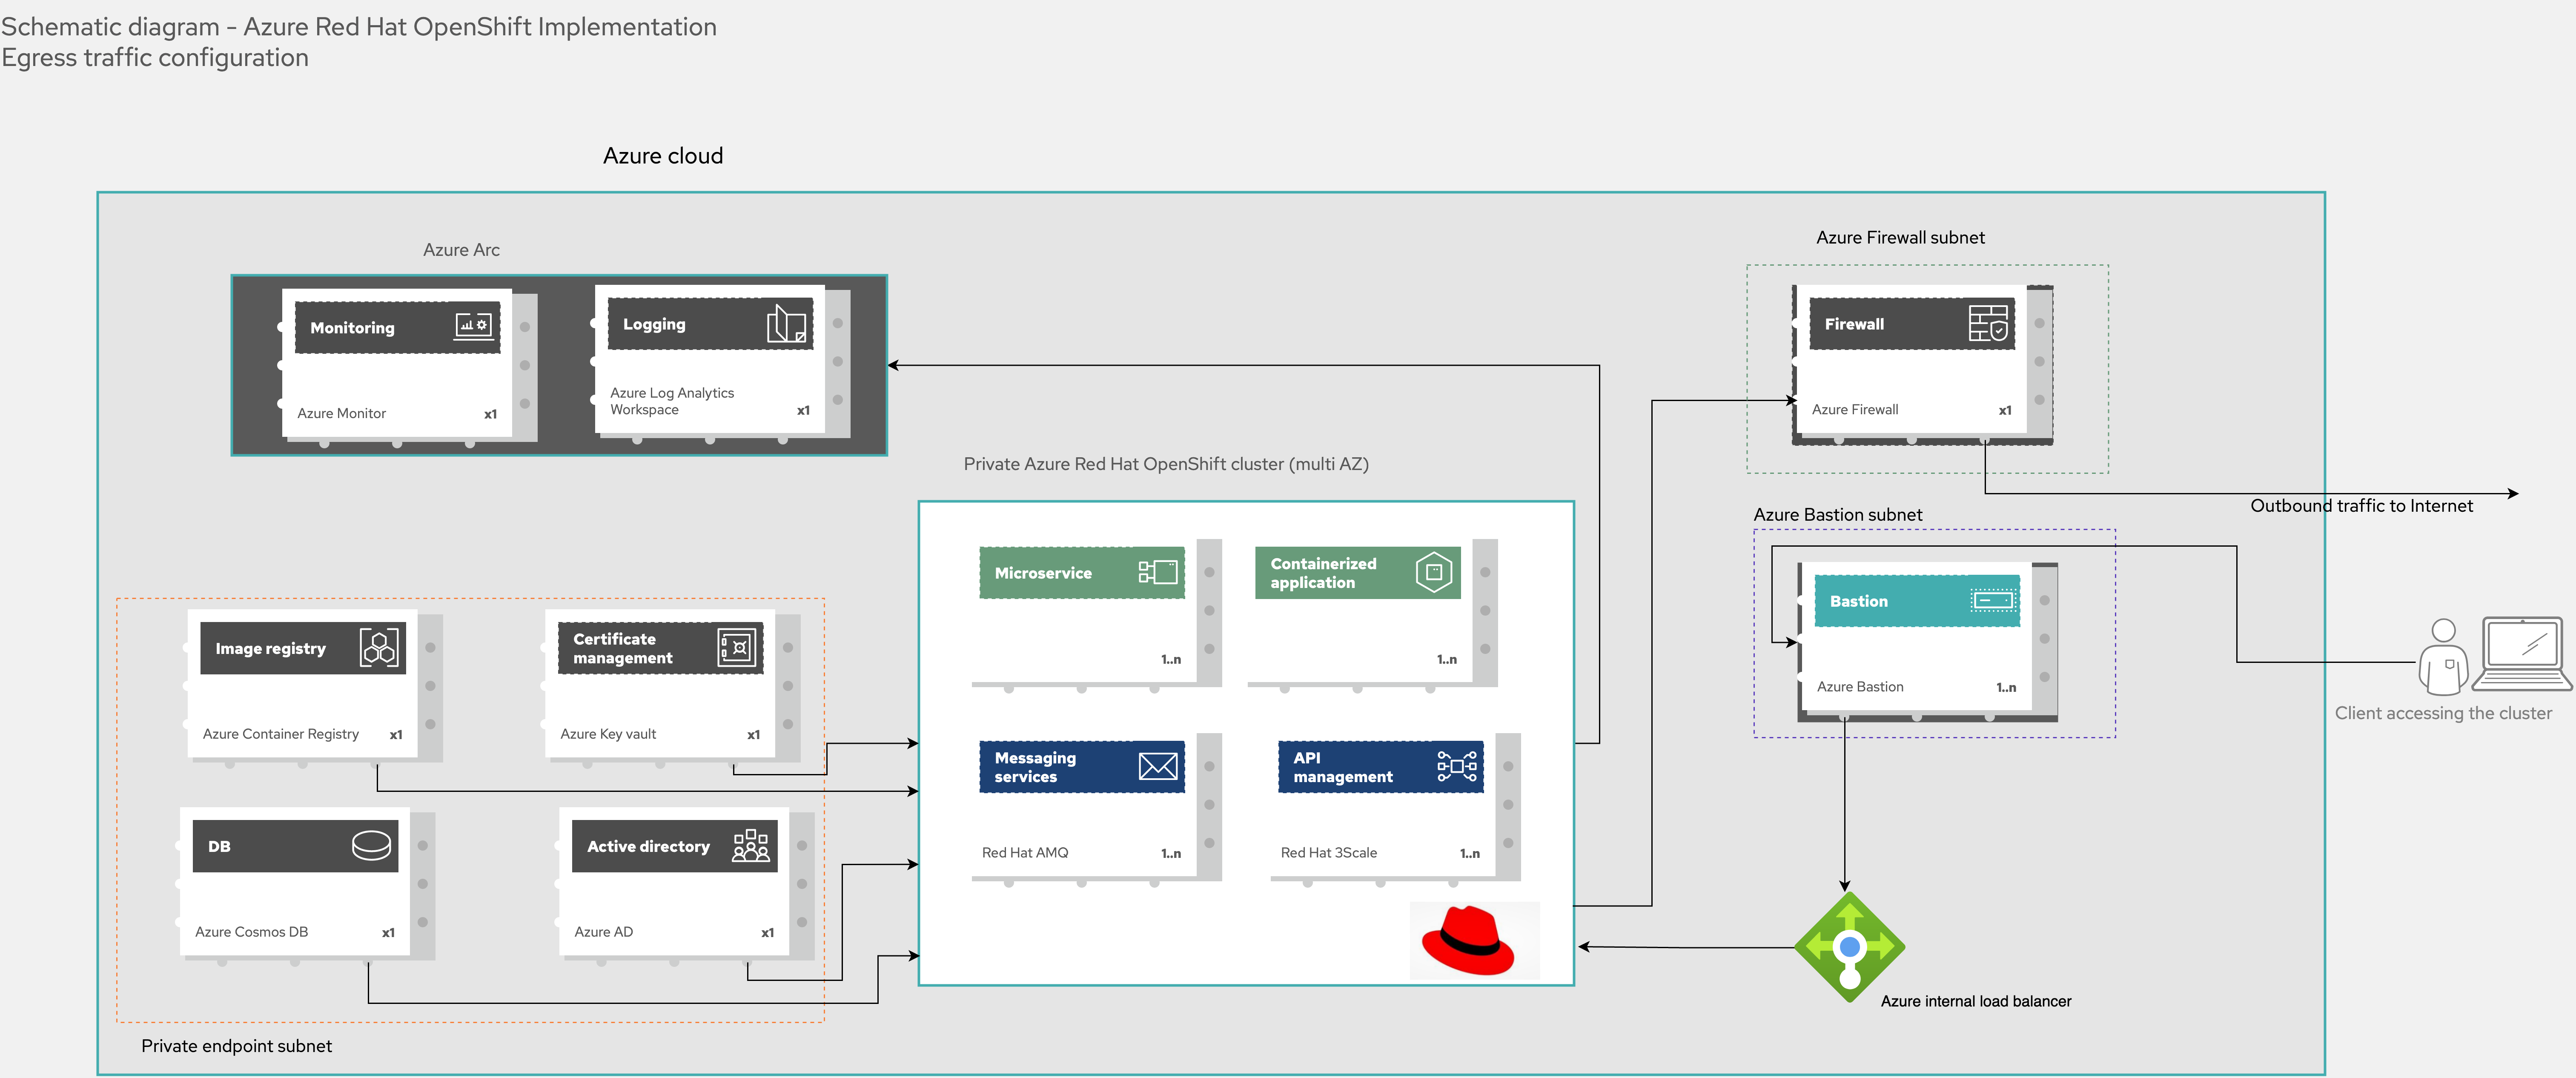 Schematic diagram - Azure Red Hat OpenShift Implementation
Egress traffic configuration
Azure cloud
Azure Arc
Monitoring
Azure Monitor
x1
Logging
Azure Log Analytics
Workspace
x1
Azure Firewall subnet
Firewall
Azure Firewall
x1
Outbound traffic to Internet
Private Azure Red Hat OpenShift cluster (multi AZ)
Microservice
1..n
Containerized
application
1..n
Messaging
services
Red Hat AMQ
1..n
API
management
Red Hat 3Scale
1..n
Azure Bastion subnet
Bastion
Azure Bastion
1..n
Client accessing the cluster
Image registry
Azure Container Registry
x1
Certificate
management
Azure Key vault
x1
DB
Azure Cosmos DB
x1
Active directory
Azure AD
x1
Azure internal load balancer
Private endpoint subnet